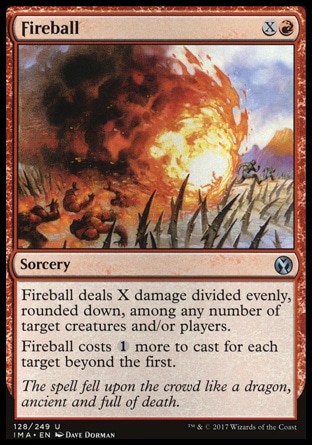 Fireball X
Sorcery
Fireball deals X damage divided evenly,
rounded down, among any number of
target creatures and/or players.
Fireball costs 1 more to cast for each
target beyond the first.
The spell fell upon the crowd like a dragon,
ancient and full of death.
128/249 U
IMA • EN Dave Dorman ™ & © 2017 Wizards of the Coast